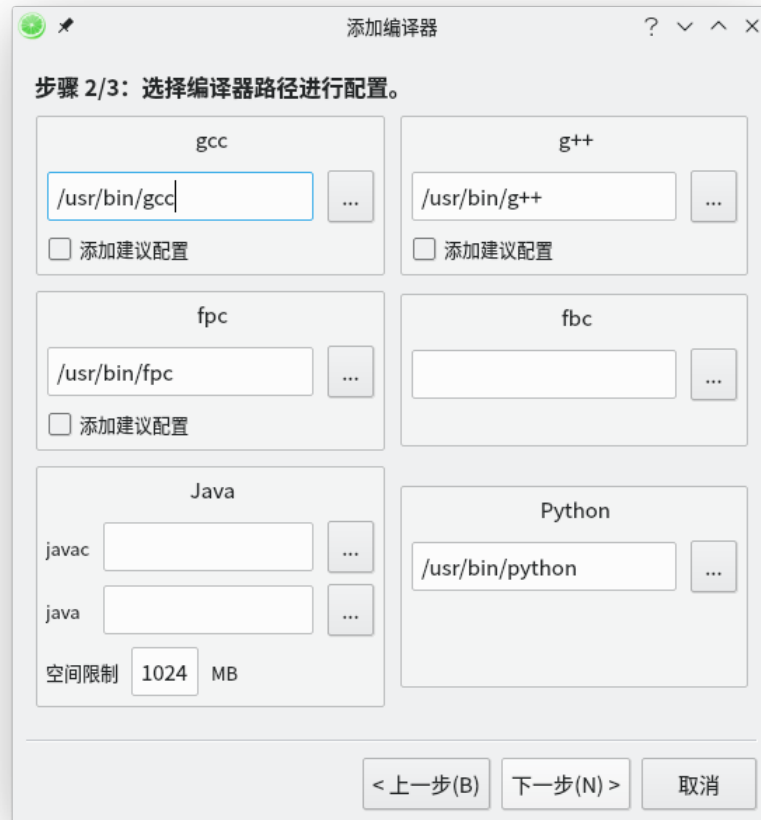 添加编译器
步骤 2/3：选择编译器路径进行配置。
gcc
/usr/bin/gcc
...
添加建议配置
g++
/usr/bin/g++
...
添加建议配置
fpc
/usr/bin/fpc
...
添加建议配置
fbc
...
Java
javac
...
java
...
空间限制 1024 MB
Python
/usr/bin/python
...
< 上一步(B) 下一步(N) > 取消